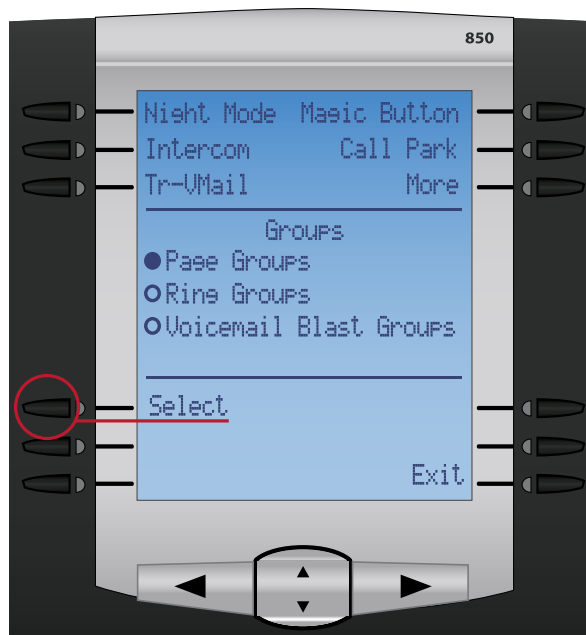 850
Night Mode Magic Button
Intercom Call Park
Tr-VMail More
Groups
Page Groups
Ring Groups
Voicemail Blast Groups
Select
Exit